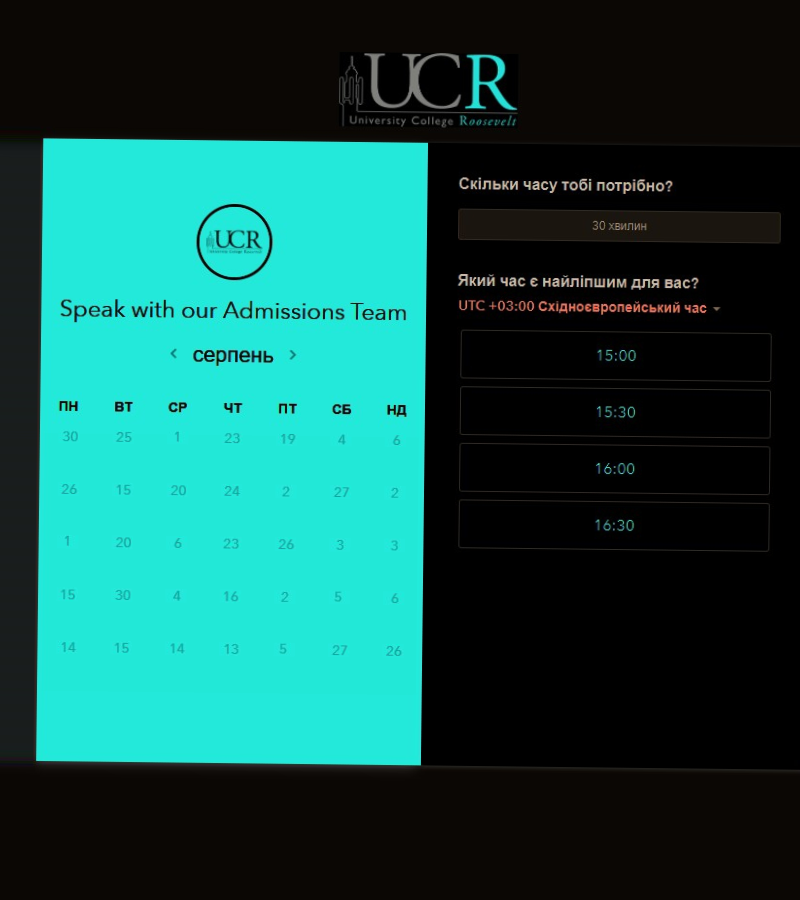 UCR
University College Roosevelt
UCR
University College Roosevelt
Speak with our Admissions Team
серпень
ПН ВТ СР ЧТ ПТ СБ НД
30 25 1 23 19 4 6
26 15 20 24 2 27 2
1 20 6 23 26 3 3
15 30 4 16 2 5 6
14 15 14 13 5 27 26
Скільки часу тобі потрібно?
30 хвилин
Який час є найліпшим для вас?
UTC +03:00 Східноєвропейський час
15:00
15:30
16:00
16:30